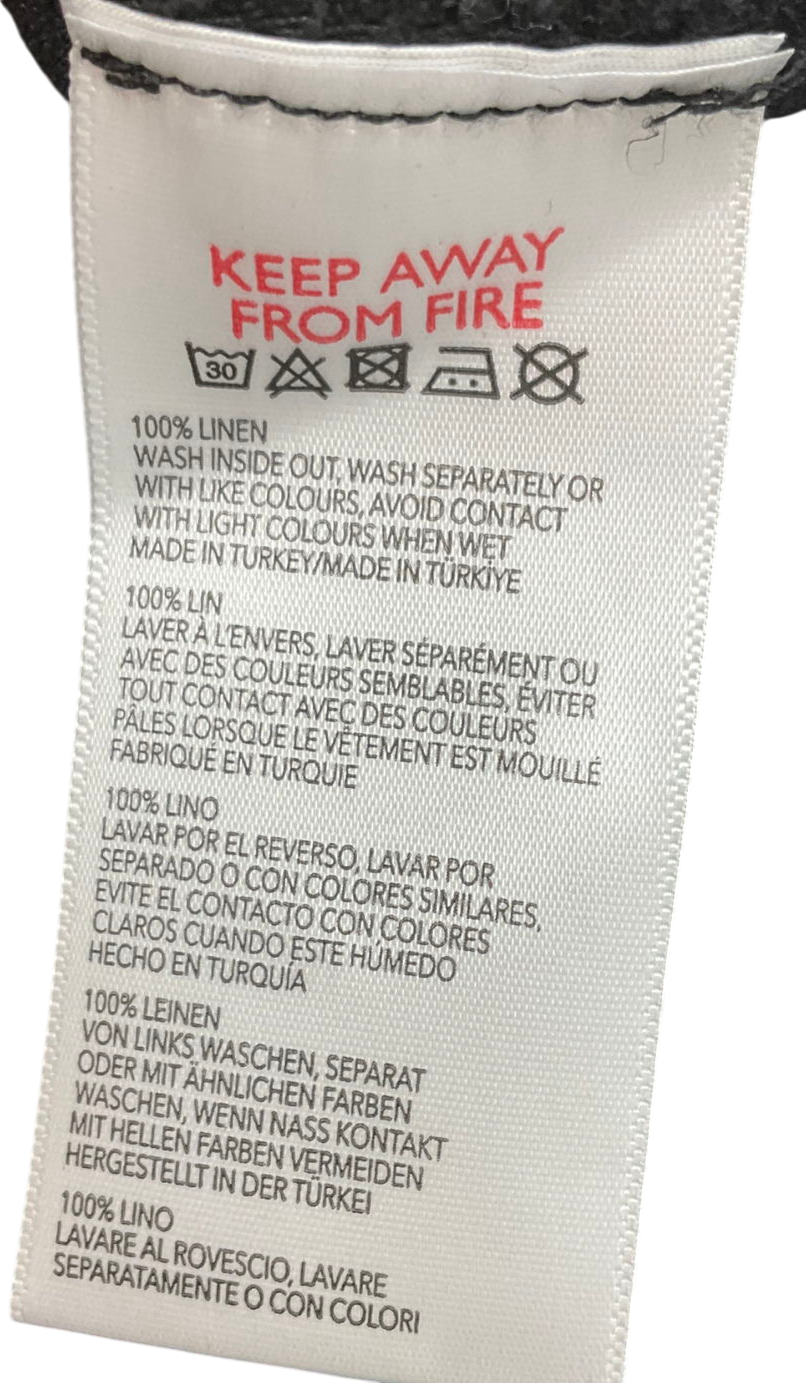 KEEP AWAY
FROM FIRE
30
100% LINEN
WASH INSIDE OUT, WASH SEPARATELY OR
WITH LIKE COLOURS, AVOID CONTACT
WITH LIGHT COLOURS WHEN WET
MADE IN TURKEY/MADE IN TÜRKİYE
100% LIN
LAVER À L'ENVERS, LAVER SÉPARÉMENT OU
AVEC DES COULEURS SEMBLABLES, ÉVITER
TOUT CONTACT AVEC DES COULEURS
PÂLES LORSQUE LE VÊTEMENT EST MOUILLÉ
FABRIQUÉ EN TURQUIE
100% LINO
LAVAR POR EL REVERSO, LAVAR POR
SEPARADO O CON COLORES SIMILARES,
EVITE EL CONTACTO CON COLORES
CLAROS CUANDO ESTE HÚMEDO
HECHO EN TURQUÍA
100% LEINEN
VON LINKS WASCHEN, SEPARAT
ODER MIT ÄHNLICHEN FARBEN
WASCHEN, WENN NASS KONTAKT
MIT HELLEN FARBEN VERMEIDEN
HERGESTELLT IN DER TÜRKEI
100% LINO
LAVARE AL ROVESCIO, LAVARE
SEPARATAMENTE O CON COLORI